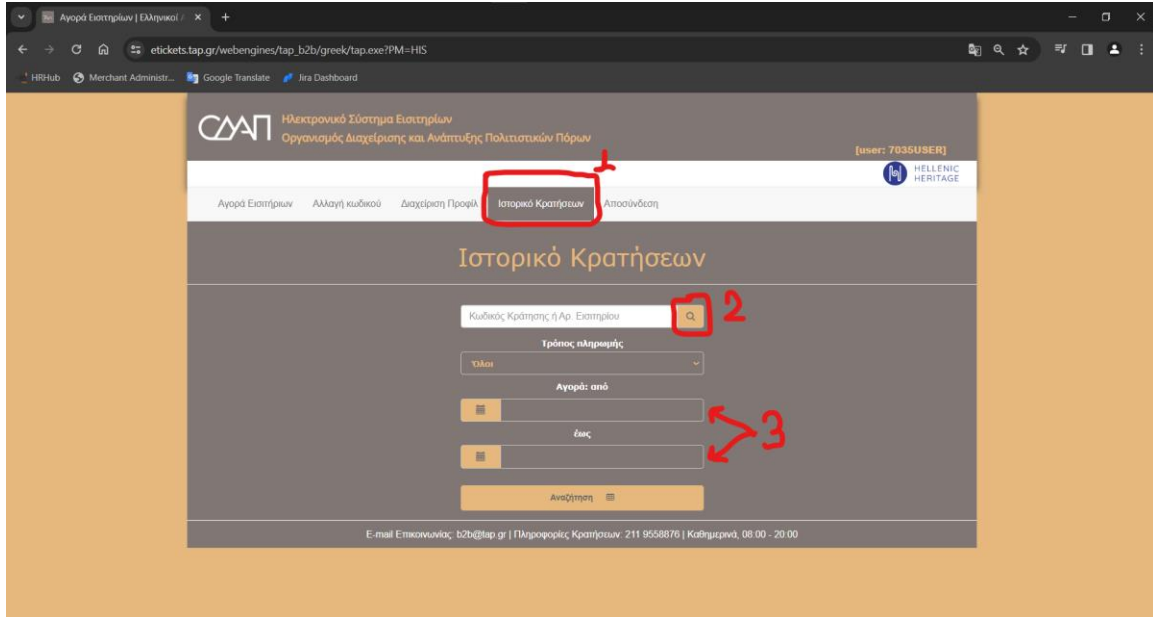 Αγορά Εισιτηρίων | Ελληνικοί Λ
etickets.tap.gr/webengines/tap_b2b/greek/tap.exe?PM=HIS
HRHub Merchant Administr... Google Translate Jira Dashboard
ΟΔΑΠ
Ηλεκτρονικό Σύστημα Εισιτηρίων
Οργανισμός Διαχείρισης και Ανάπτυξης Πολιτιστικών Πόρων
[user: 7035USER]
1
HELLENIC
HERITAGE
Αγορά Εισιτήριων Αλλαγή κωδικού Διαχείριση Προφίλ Ιστορικό Κρατήσεων Αποσύνδεση
Ιστορικό Κρατήσεων
Κωδικός Κράτησης ή Αρ. Εισιτηρίου
2
Τρόπος πληρωμής
Όλοι
Αγορά: από
3
έως
Αναζήτηση
E-mail Επικοινωνίας: b2b@tap.gr | Πληροφορίες Κρατήσεων: 211 9558876 | Καθημερινά, 08:00 - 20:00